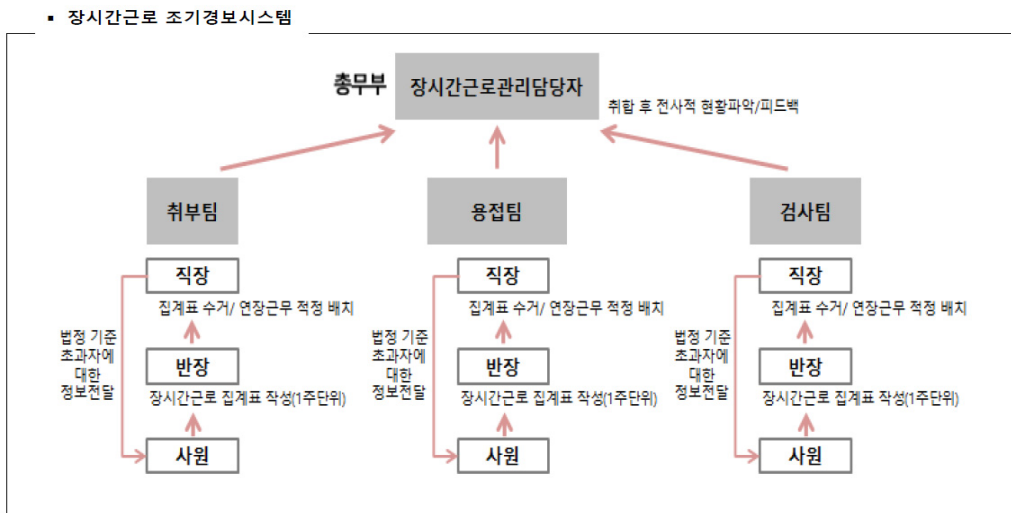 ▪ 장시간근로 조기경보시스템
총무부
장시간근로관리담당자
취합 후 전사적 현황파악/피드백
취부팀
용접팀
검사팀
직장
집계표 수거/ 연장근무 적정 배치
법정 기준
초과자에
대한
정보전달
반장
장시간근로 집계표 작성(1주단위)
사원
직장
집계표 수거/ 연장근무 적정 배치
법정 기준
초과자에
대한
정보전달
반장
장시간근로 집계표 작성(1주단위)
사원
직장
집계표 수거/ 연장근무 적정 배치
법정 기준
초과자에
대한
정보전달
반장
장시간근로 집계표 작성(1주단위)
사원